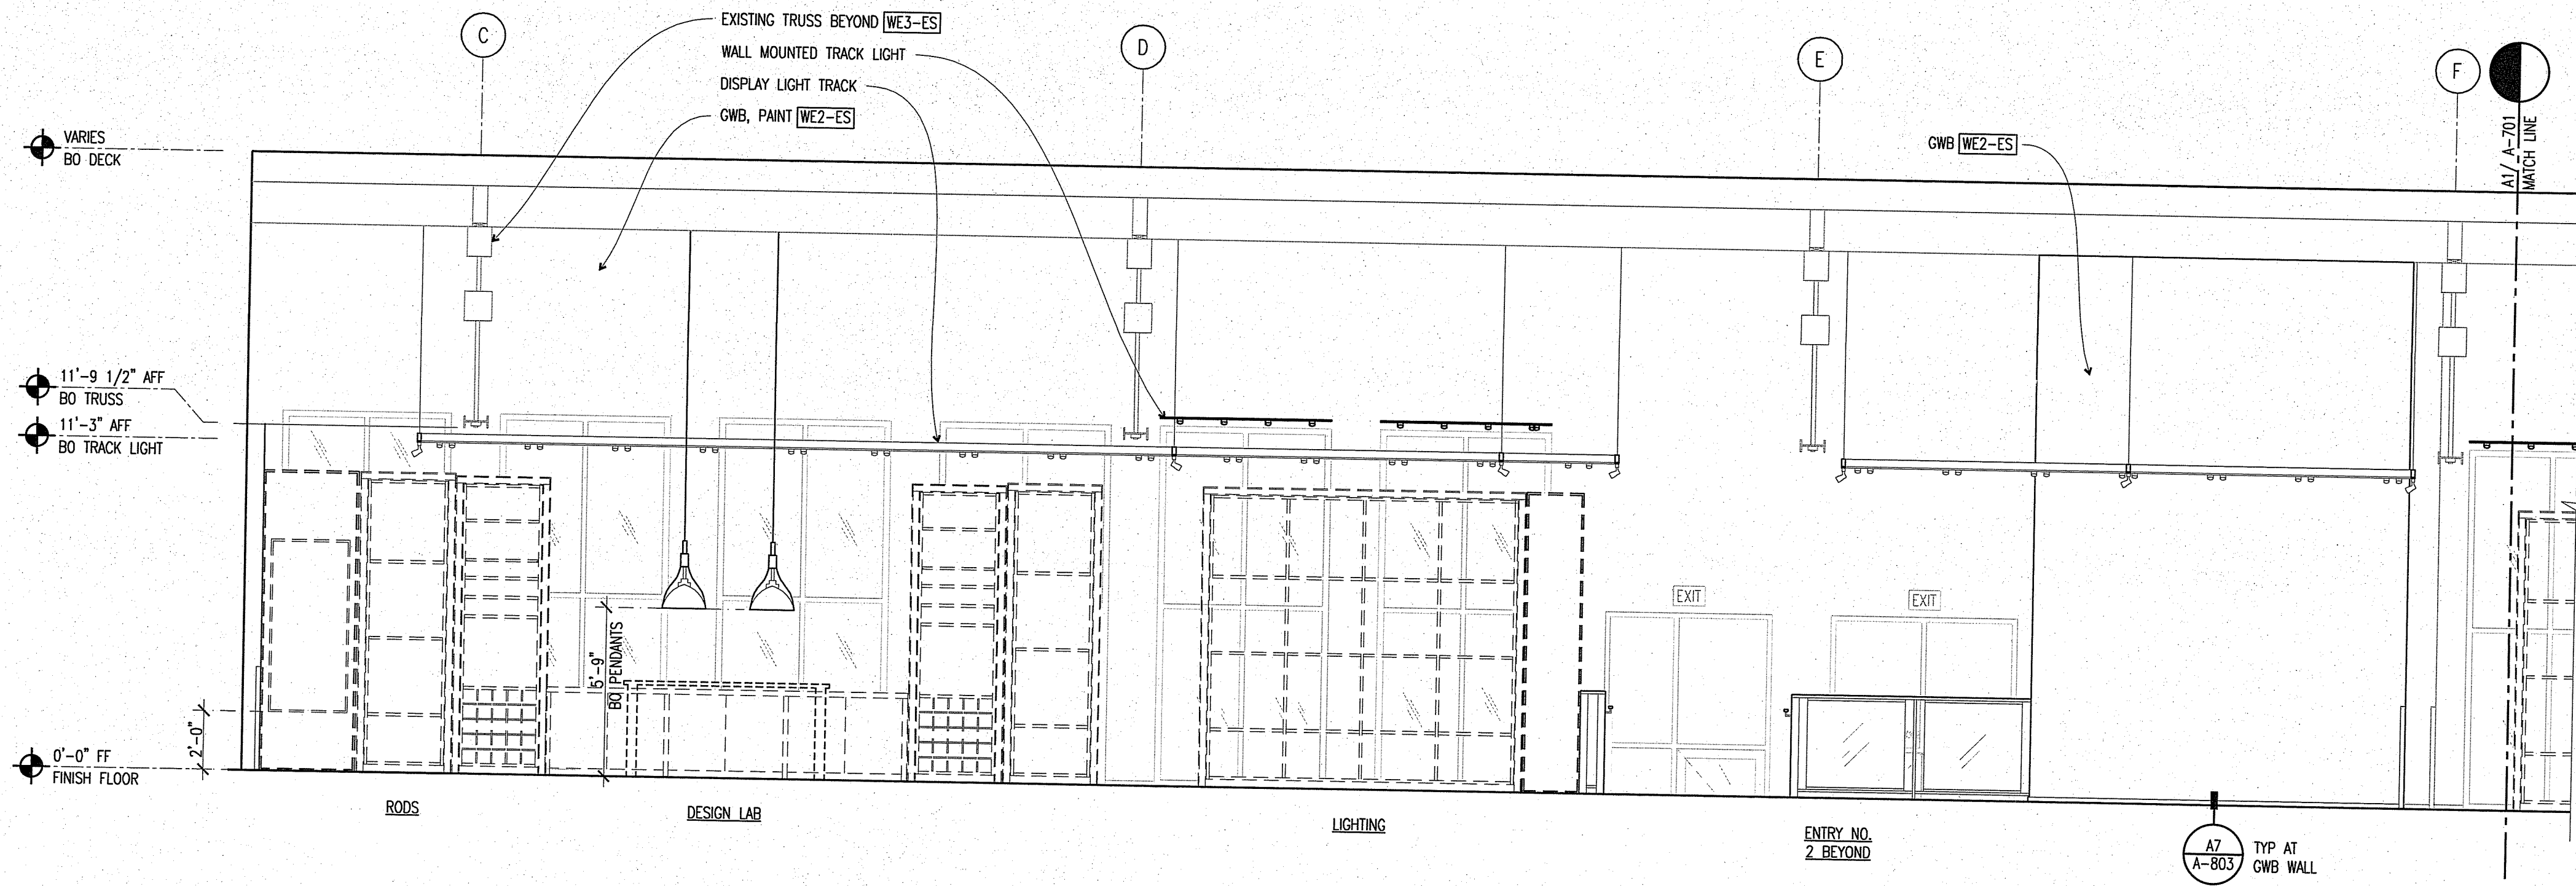 EXISTING TRUSS BEYOND WE3-ES
WALL MOUNTED TRACK LIGHT
DISPLAY LIGHT TRACK
GWB, PAINT WE2-ES
C
D
E
F
GWB WE2-ES
A1/ A-701
MATCH LINE
VARIES
BO DECK
11'-9 1/2" AFF
BO TRUSS
11'-3" AFF
BO TRACK LIGHT
EXIT
EXIT
5'-9"
BO PENDANTS
2'-0"
0'-0" FF
FINISH FLOOR
RODS
DESIGN LAB
LIGHTING
ENTRY NO.
2 BEYOND
A7
A-803
TYP AT
GWB WALL